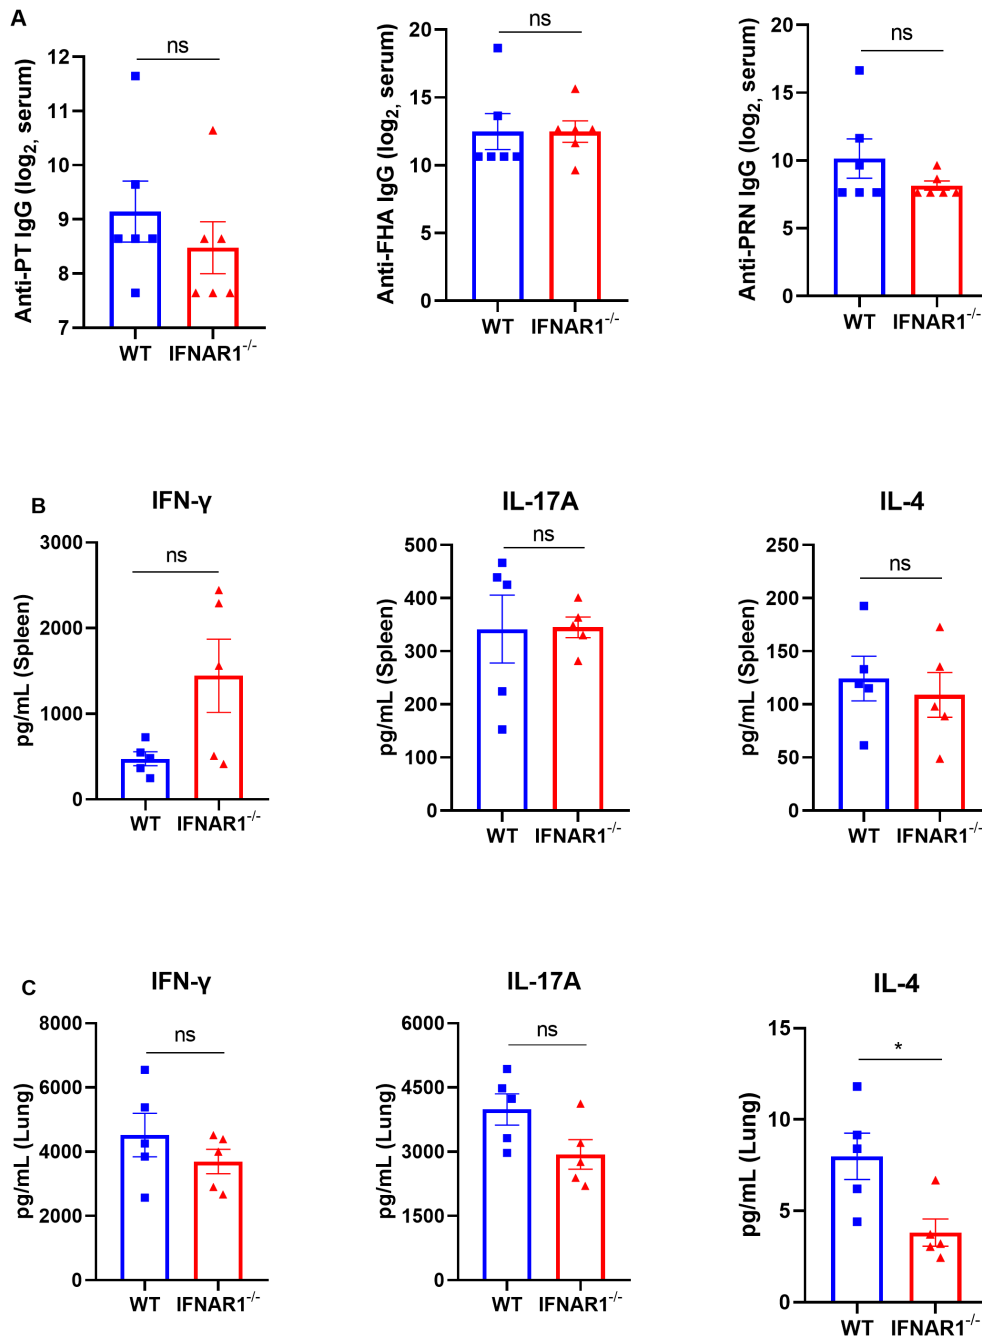 A
ns
Anti-PT IgG (log2, serum)
12
11
10
9
8
7
WT IFNAR1-/-
ns
Anti-FHA IgG (log2, serum)
20
15
10
5
0
WT IFNAR1-/-
ns
Anti-PRN IgG (log2, serum)
20
15
10
5
0
WT IFNAR1-/-
B
IFN-γ
ns
pg/mL (Spleen)
3000
2000
1000
0
WT IFNAR1-/-
IL-17A
ns
pg/mL (Spleen)
500
400
300
200
100
0
WT IFNAR1-/-
IL-4
ns
pg/mL (Spleen)
250
200
150
100
50
0
WT IFNAR1-/-
C
IFN-γ
ns
pg/mL (Lung)
8000
6000
4000
2000
0
WT IFNAR1-/-
IL-17A
ns
pg/mL (Lung)
6000
4500
3000
1500
0
WT IFNAR1-/-
IL-4
*
pg/mL (Lung)
15
10
5
0
WT IFNAR1-/-